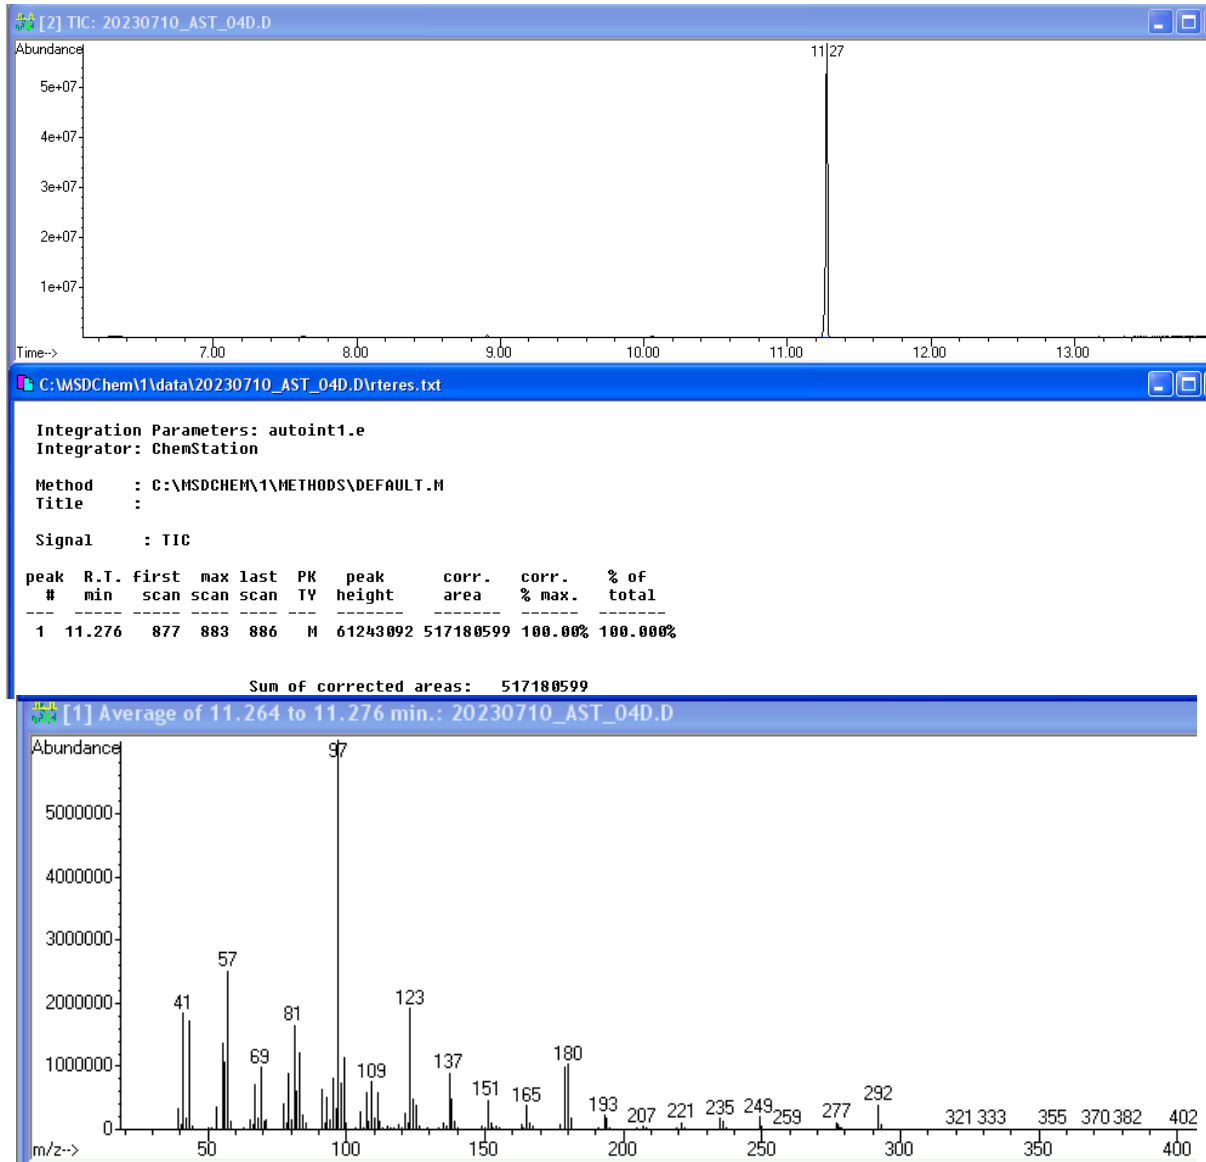 [2] TIC: 20230710_AST_04D.D
Abundance
11.27
5e+07
4e+07
3e+07
2e+07
1e+07
Time--> 7.00 8.00 9.00 10.00 11.00 12.00 13.00
C:\MSDChem\1\data\20230710_AST_04D.D\rteres.txt
Integration Parameters: autoint1.e
Integrator: ChemStation
Method : C:\MSDCHEM\1\METHODS\DEFAULT.M
Title :
Signal : TIC
peak R.T. first max last PK peak corr. corr. % of
# min scan scan scan TY height area % max. total
--- ----- ----- ---- ---- --- ------- ------- ------ -------
1 11.276 877 883 886 M 61243092 517180599 100.00% 100.000%
Sum of corrected areas: 517180599
[1] Average of 11.264 to 11.276 min.: 20230710_AST_04D.D
Abundance
97
5000000
4000000
3000000
57
2000000
41 81 123
1000000
69 109 137 151 165 180 193 207 221 235 249 259 277 292 321 333 355 370 382 402
0
m/z--> 50 100 150 200 250 300 350 400